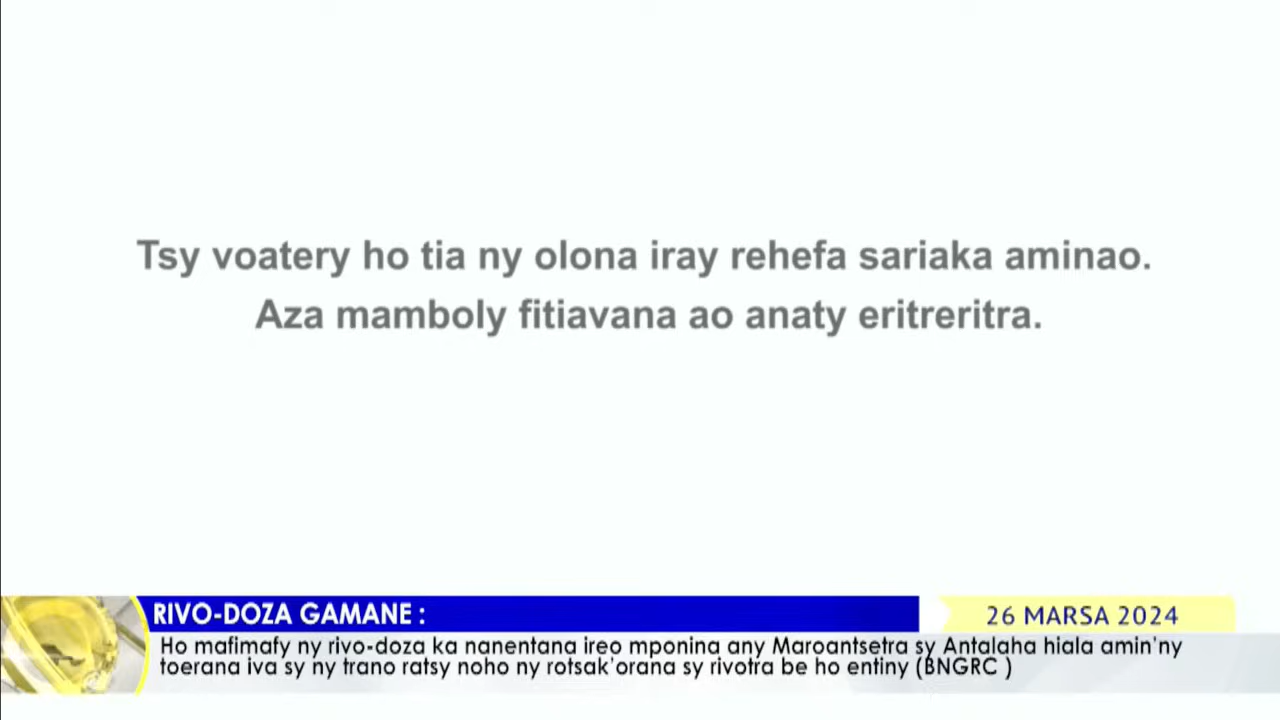 Tsy voatery ho tia ny olona iray rehefa sariaka aminao.
Aza mamboly fitiavana ao anaty eritreritra.
RIVO-DOZA GAMANE :
26 MARSA 2024
Ho mafimafy ny rivo-doza ka nanentana ireo mponina any Maroantsetra sy Antalaha hiala amin'ny
toerana iva sy ny trano ratsy noho ny rotsak'orana sy rivotra be ho entiny (BNGRC )